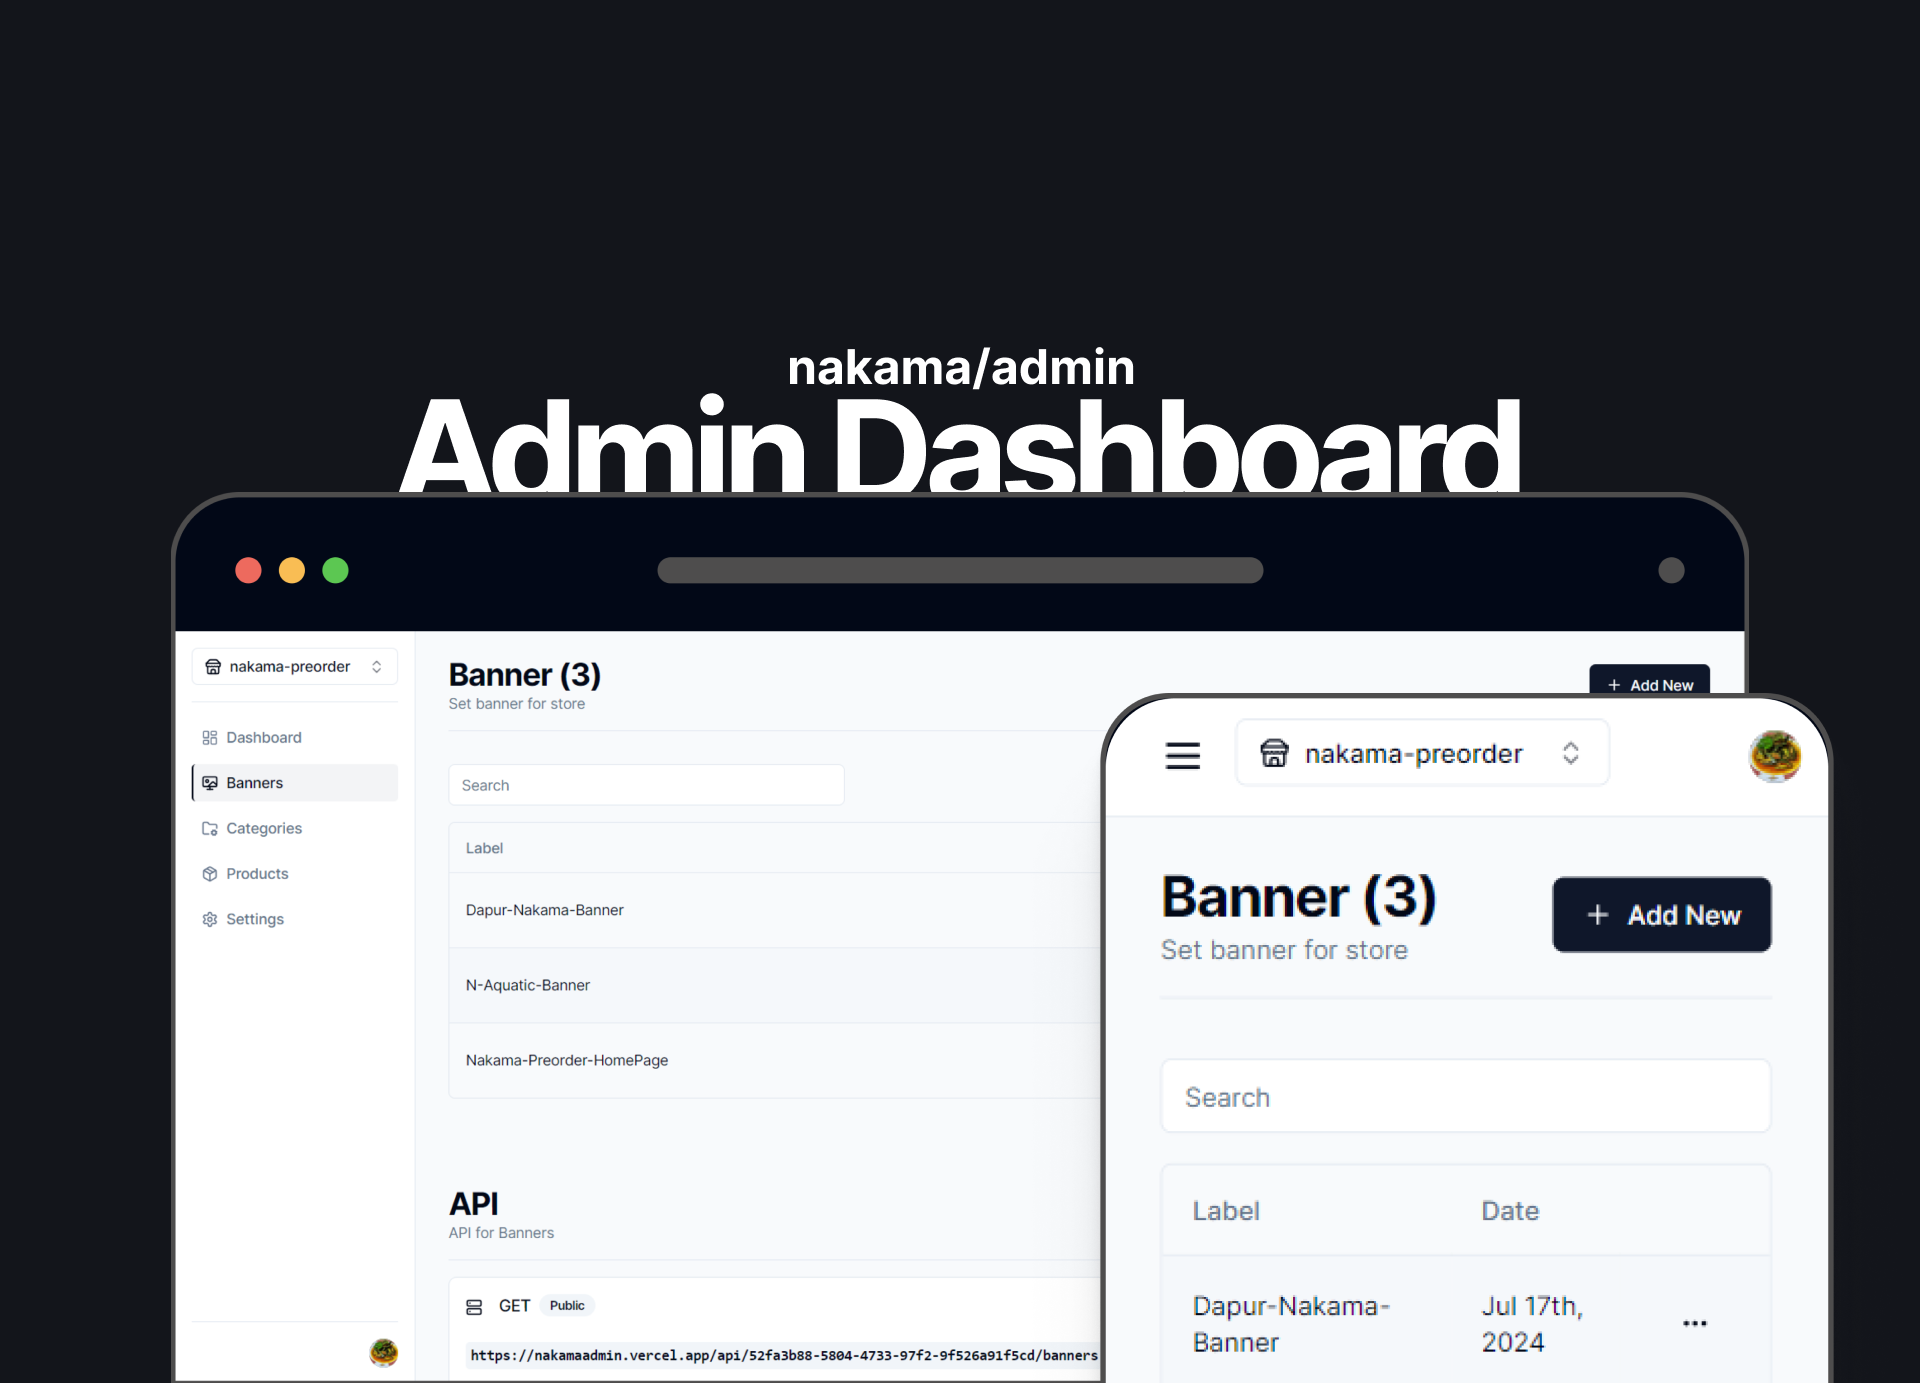 nakama/admin
Admin Dashboard
nakama-preorder
Dashboard
Banners
Categories
Products
Settings
Banner (3)
Set banner for store
+ Add New
Search
Label
Dapur-Nakama-Banner
N-Aquatic-Banner
Nakama-Preorder-HomePage
API
API for Banners
GET Public
https://nakamaadmin.vercel.app/api/52fa3b88-5804-4733-97f2-9f526a91f5cd/banners
nakama-preorder
Banner (3)
Set banner for store
+ Add New
Search
Label Date
Dapur-Nakama- Jul 17th,
Banner 2024